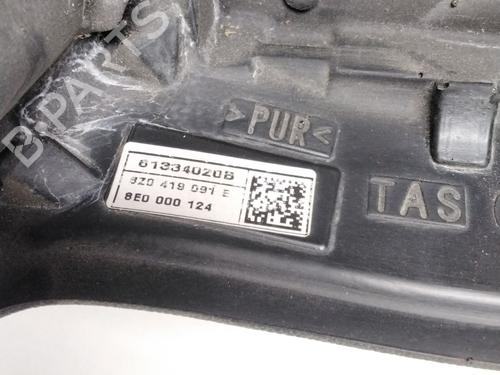 B-PARTS
>PUR<
61334020B
8Z0 419 091 E
8E0 000 124
TAS